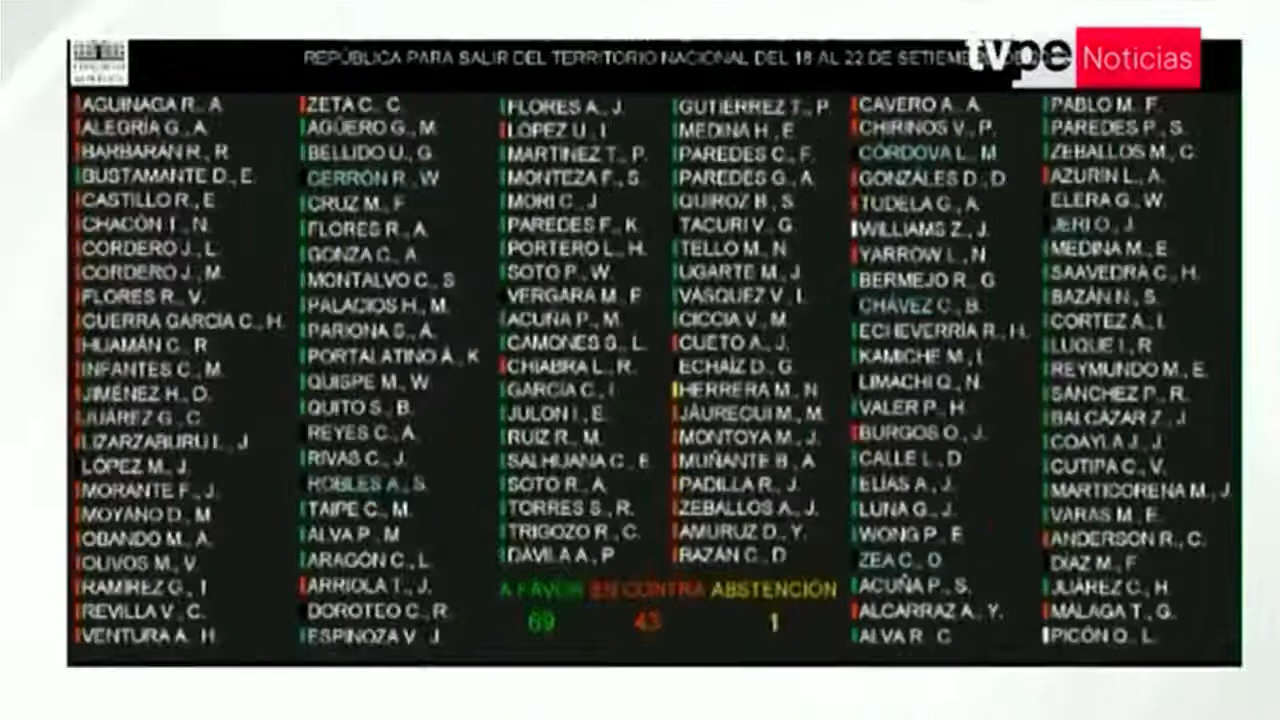 REPÚBLICA PARA SALIR DEL TERRITORIO NACIONAL DEL 18 AL 22 DE SETIEMB
tvpe Noticias
AGUINAGA R., A
ALEGRÍA G., A
BARBARÁN R., R
BUSTAMANTE D., E.
CASTILLO R., E
CHACÓN T., N.
CORDERO J., L.
CORDERO J., M.
FLORES R., V.
GUERRA GARCÍA C., H.
HUAMÁN C., R
INFANTES C., M.
JIMÉNEZ H., D.
JUÁREZ G., C.
LIZARZABURU L., J
LÓPEZ M., J.
MORANTE F., J.
MOYANO D., M
OBANDO M., A.
OLIVOS M., V
RAMÍREZ G., T
REVILLA V., C.
VENTURA A., H.
ZETA C., C.
AGÜERO G., M.
BELLIDO U., G.
CERRÓN R., W
CRUZ M., F
FLORES R., A.
GONZA C., A
MONTALVO C., S
PALACIOS H., M.
PARIONA S., A.
PORTALATINO A., K
QUISPE M., W
QUITO S., B.
REYES C., A.
RIVAS C., J.
ROBLES A., S.
TAIPE C., M.
ALVA P., M
ARAGÓN C., L
ARRIOLA T., J.
DOROTEO C., R.
ESPINOZA V., J.
FLORES A., J.
LÓPEZ U., I
MARTÍNEZ T., P.
MONTEZA F., S.
MORI C., J
PAREDES F., K
PORTERO L., H.
SOTO P., W.
VERGARA M., E
ACUÑA P., M.
CAMONES S., L.
CHIABRA L., R.
GARCÍA C., I
JULÓN I., E.
RUIZ R., M.
SALHUANA C., E
SOTO R., A
TORRES S., R.
TRIGOZO R., C.
DÁVILA A., P
GUTIÉRREZ T., P.
MEDINA H., E
PAREDES C., F.
PAREDES G., A
QUIROZ B., S
TACURI V., G
TELLO M., N
UGARTE M., J
VÁSQUEZ V., L
CICCIA V., M.
CUETO A., J.
ECHAÍZ D., G
HERRERA M., N
JÁUREGUI M., M.
MONTOYA M., J.
MUÑANTE B., A
PADILLA R., J.
ZEBALLOS A., J.
AMURUZ D., Y.
BAZÁN C., D
A FAVOR EN CONTRA ABSTENCIÓN
69 43 1
CAVERO A., A.
CHIRINOS V., P.
CÓRDOVA L., M
GONZALES D., D
TUDELA G., A
WILLIAMS Z., J.
YARROW L., N
BERMEJO R., G
CHÁVEZ C., B.
ECHEVERRÍA R., H.
KAMICHE M., L
LIMACHI Q., N.
VALER P., H.
BURGOS O., J.
CALLE L., D
ELÍAS A., J.
LUNA G., J.
WONG P., E
ZEA C., O
ACUÑA P., S.
ALCARRAZ A., Y.
ALVA R., C
PABLO M., F.
PAREDES P., S.
ZEBALLOS M., C.
AZURÍN L., A.
ELERA G., W.
JERI O., J.
MEDINA M., E
SAAVEDRA C., H.
BAZÁN N., S.
CORTEZ A., I.
LUQUE I., R
REYMUNDO M., E.
SÁNCHEZ P., R.
BALCÁZAR Z., J
COAYLA J., J.
CUTIPA C., V.
MARTICORENA M., J.
VARAS M., E.
ANDERSON R., C.
DÍAZ M., F
JUÁREZ C., H
MÁLAGA T., G.
PICÓN Q., L.